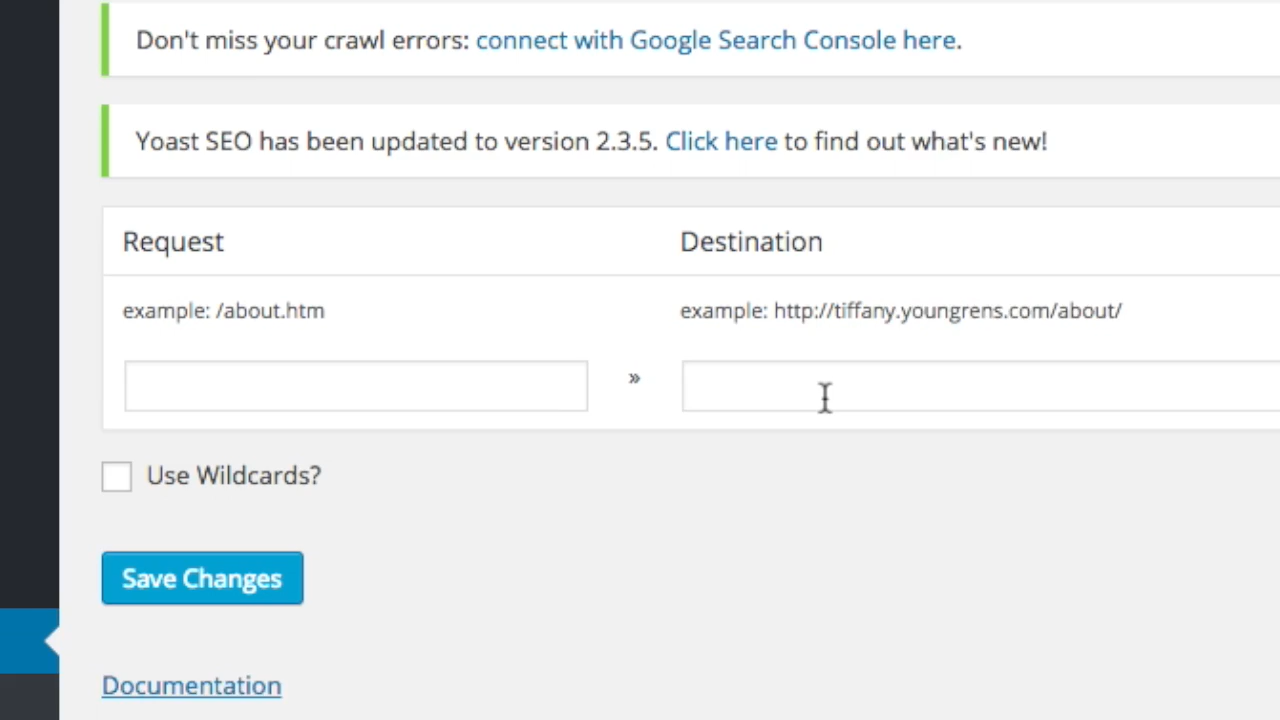 Don't miss your crawl errors: connect with Google Search Console here.
Yoast SEO has been updated to version 2.3.5. Click here to find out what's new!
Request
Destination
example: /about.htm
example: http://tiffany.youngrens.com/about/
»
Use Wildcards?
Save Changes
Documentation